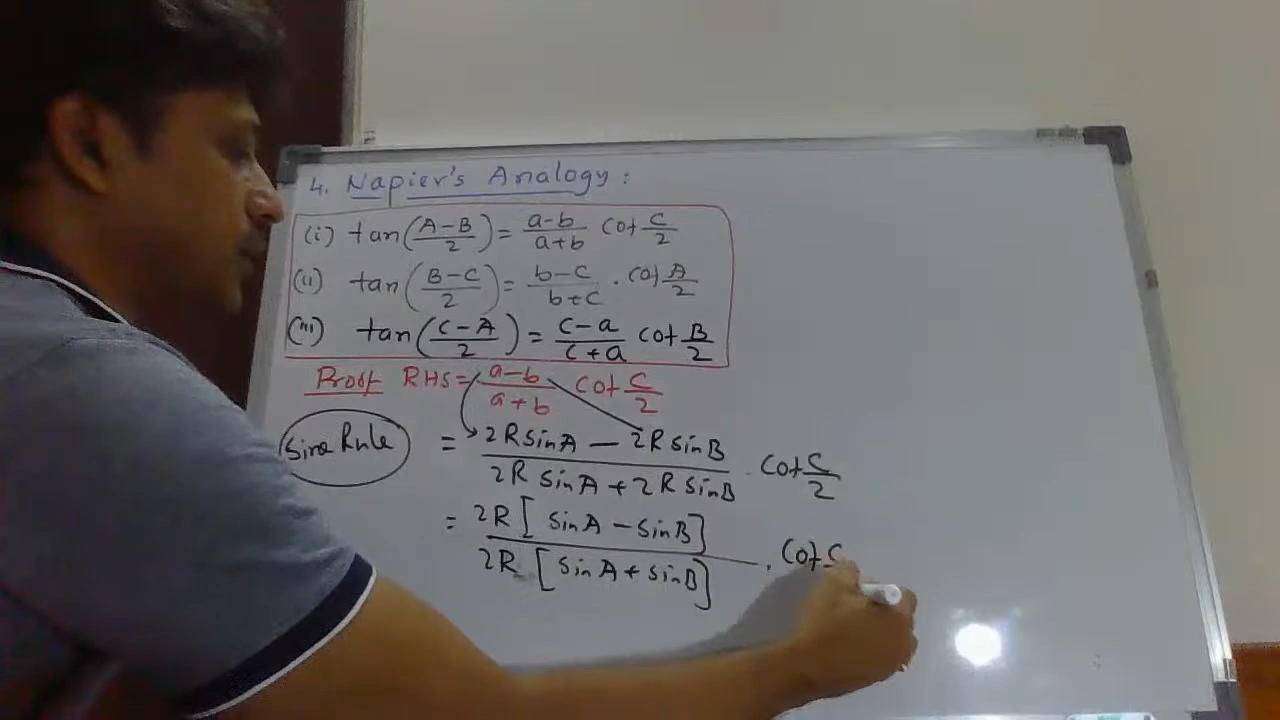 4. Napier's Analogy :
(i) tan(A-B/2) = a-b/a+b cot C/2
(ii) tan(B-C/2) = b-c/b+c . cot A/2
(iii) tan(C-A/2) = c-a/c+a cot B/2
Proof RHS = a-b/a+b cot C/2
Sine Rule = 2R sinA - 2R sinB / 2R sinA + 2R sinB . cot C/2
= 2R [ sinA - sinB] / 2R [sinA + sinB] . cot C